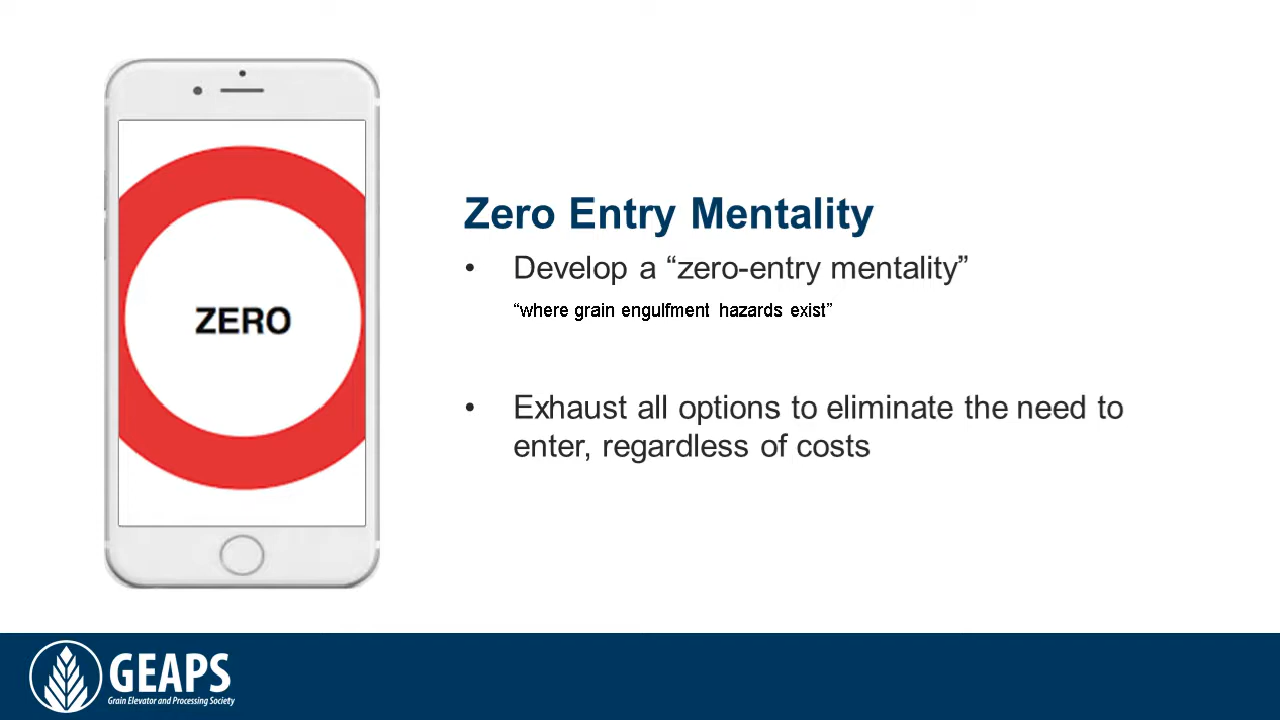 ZERO
Zero Entry Mentality
• Develop a “zero-entry mentality”
“where grain engulfment hazards exist”
• Exhaust all options to eliminate the need to
enter, regardless of costs
GEAPS
Grain Elevator and Processing Society